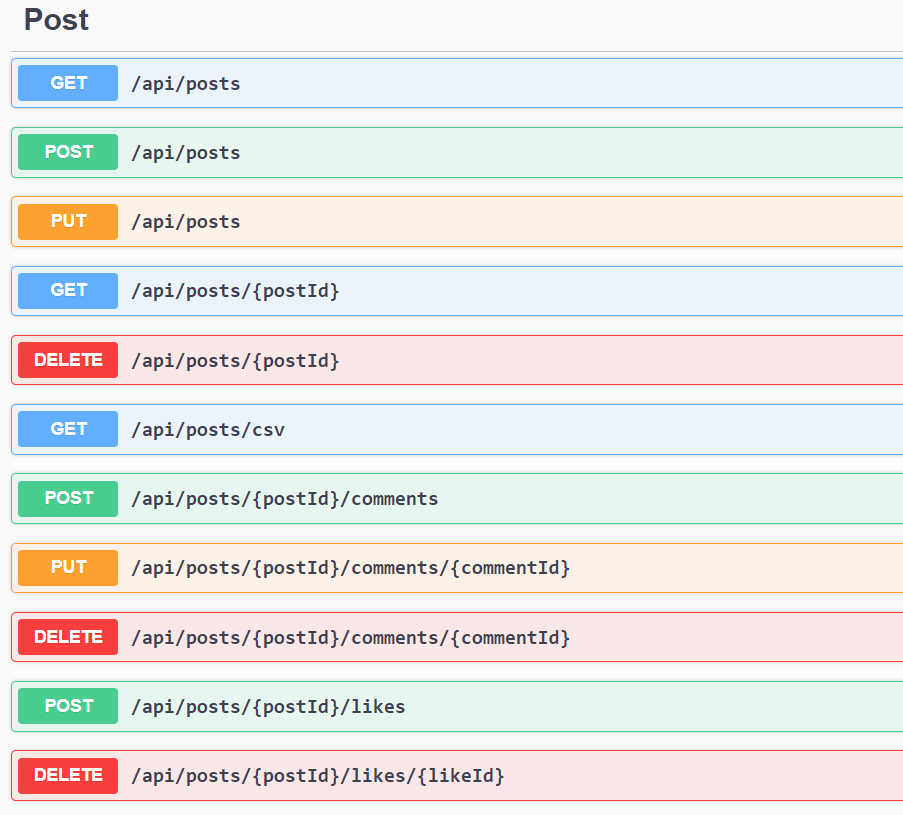 Post
GET /api/posts
POST /api/posts
PUT /api/posts
GET /api/posts/{postId}
DELETE /api/posts/{postId}
GET /api/posts/csv
POST /api/posts/{postId}/comments
PUT /api/posts/{postId}/comments/{commentId}
DELETE /api/posts/{postId}/comments/{commentId}
POST /api/posts/{postId}/likes
DELETE /api/posts/{postId}/likes/{likeId}